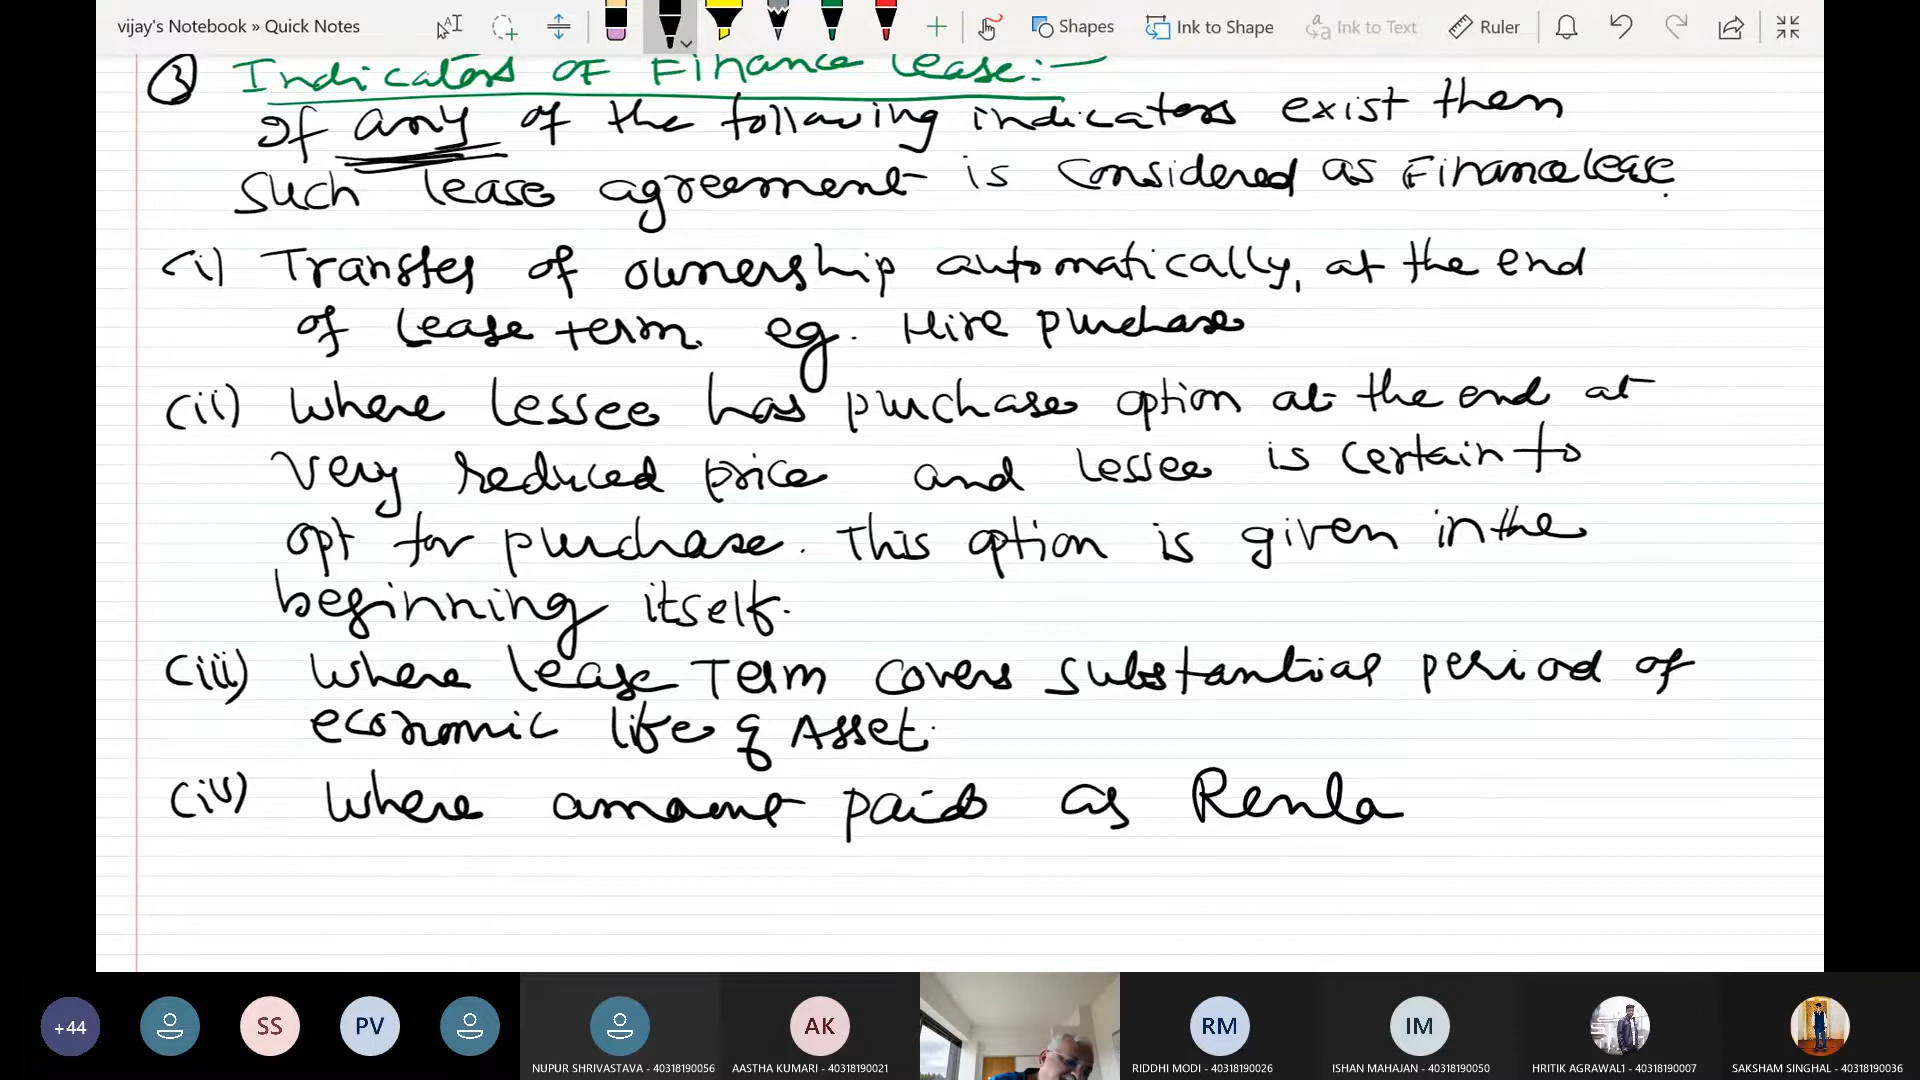 vijay's Notebook » Quick Notes
Shapes
Ink to Shape
Ink to Text
Ruler
③ Indicators of Finance lease:-
If any of the following indicators exist then
such lease agreement is considered as Finance lease.
(i) Transfer of ownership automatically, at the end
of lease term. eg. Hire purchase
(ii) where lessee has purchase option at the end at
very reduced price and lessee is certain to
opt for purchase. This option is given in the
beginning itself.
(iii) Where lease Term covers substantial period of
economic life of Asset.
(iv) Where amount paid as Renla
+44
SS
PV
AK
RM
IM
NUPUR SHRIVASTAVA - 40318190056
AASTHA KUMARI - 40318190021
RIDDHI MODI - 40318190026
ISHAN MAHAJAN - 40318190050
HRITIK AGRAWAL1 - 40318190007
SAKSHAM SINGHAL - 40318190036